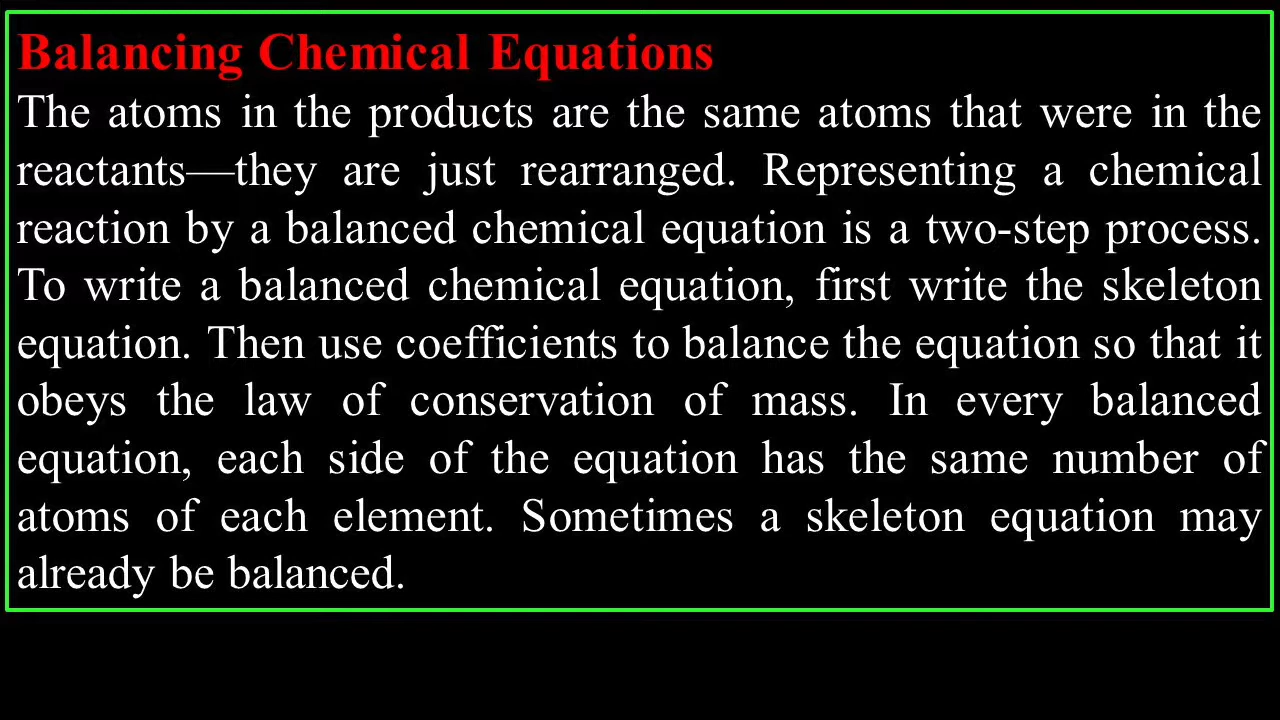 Balancing Chemical Equations
The atoms in the products are the same atoms that were in the
reactants—they are just rearranged. Representing a chemical
reaction by a balanced chemical equation is a two-step process.
To write a balanced chemical equation, first write the skeleton
equation. Then use coefficients to balance the equation so that it
obeys the law of conservation of mass. In every balanced
equation, each side of the equation has the same number of
atoms of each element. Sometimes a skeleton equation may
already be balanced.